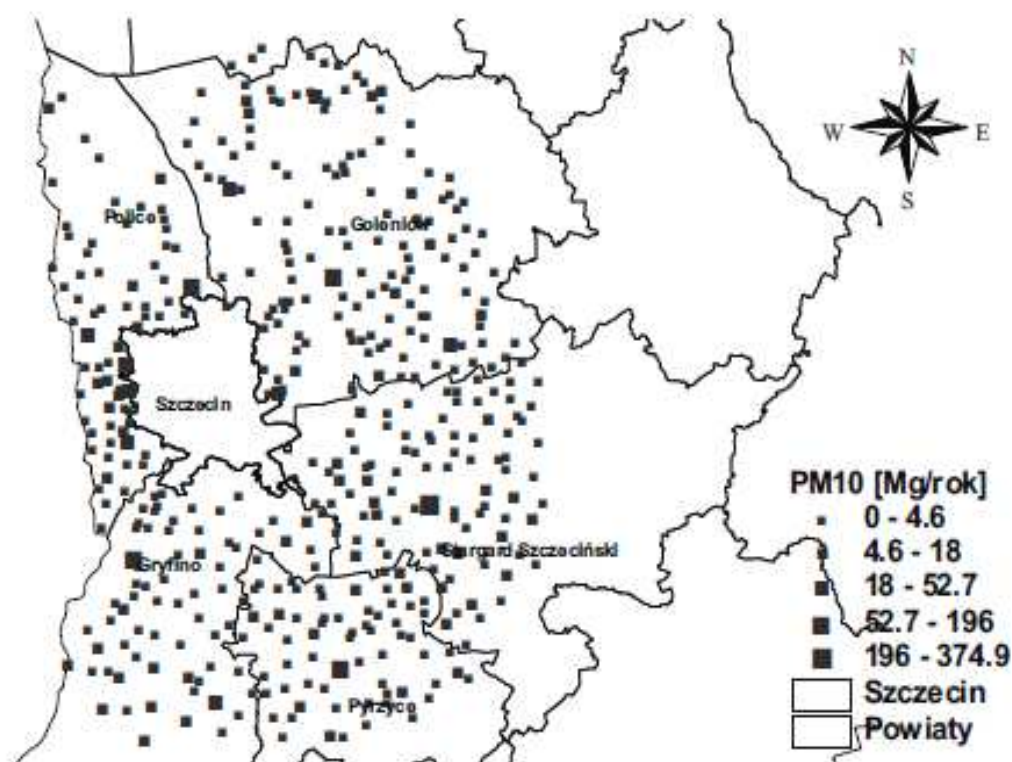 N
W E
S
Police
Goleniów
Szczecin
PM10 [Mg/rok]
0 - 4.6
4.6 - 18
Stargard Szczeciński
Gryfino
18 - 52.7
52.7 - 196
196 - 374.9
Szczecin
Pyrzyce
Powiaty